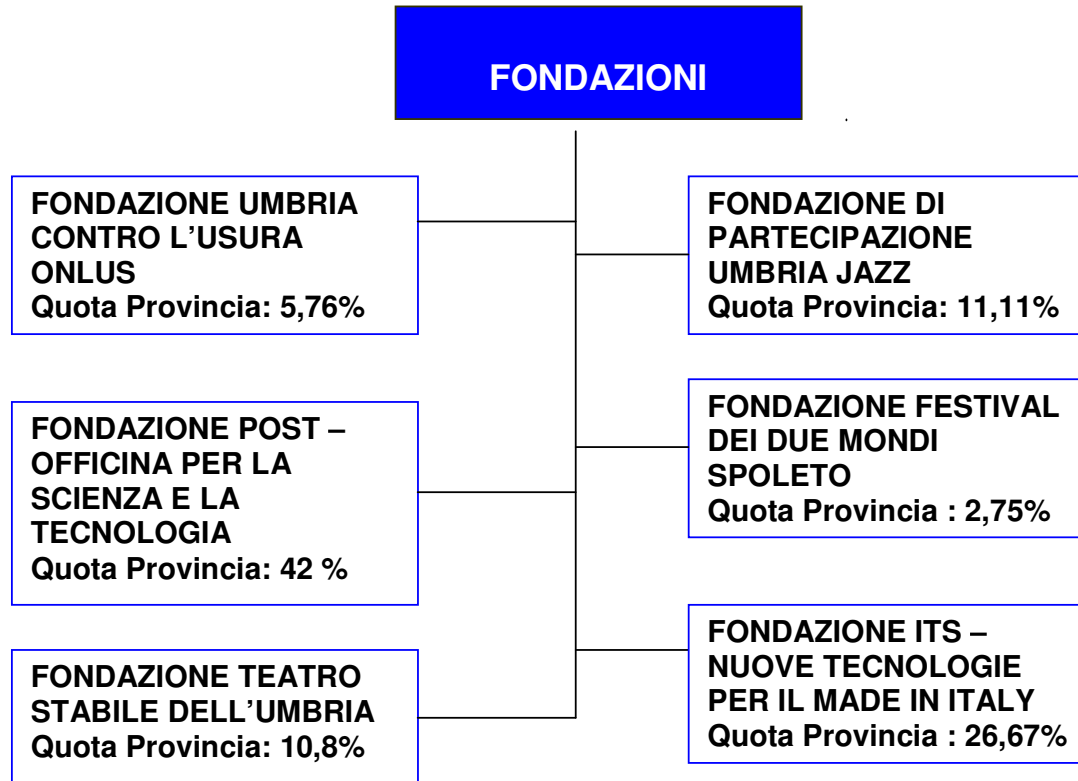 FONDAZIONI
FONDAZIONE UMBRIA
CONTRO L'USURA
ONLUS
Quota Provincia: 5,76%
FONDAZIONE DI
PARTECIPAZIONE
UMBRIA JAZZ
Quota Provincia: 11,11%
FONDAZIONE POST –
OFFICINA PER LA
SCIENZA E LA
TECNOLOGIA
Quota Provincia: 42 %
FONDAZIONE FESTIVAL
DEI DUE MONDI
SPOLETO
Quota Provincia : 2,75%
FONDAZIONE TEATRO
STABILE DELL'UMBRIA
Quota Provincia: 10,8%
FONDAZIONE ITS –
NUOVE TECNOLOGIE
PER IL MADE IN ITALY
Quota Provincia : 26,67%